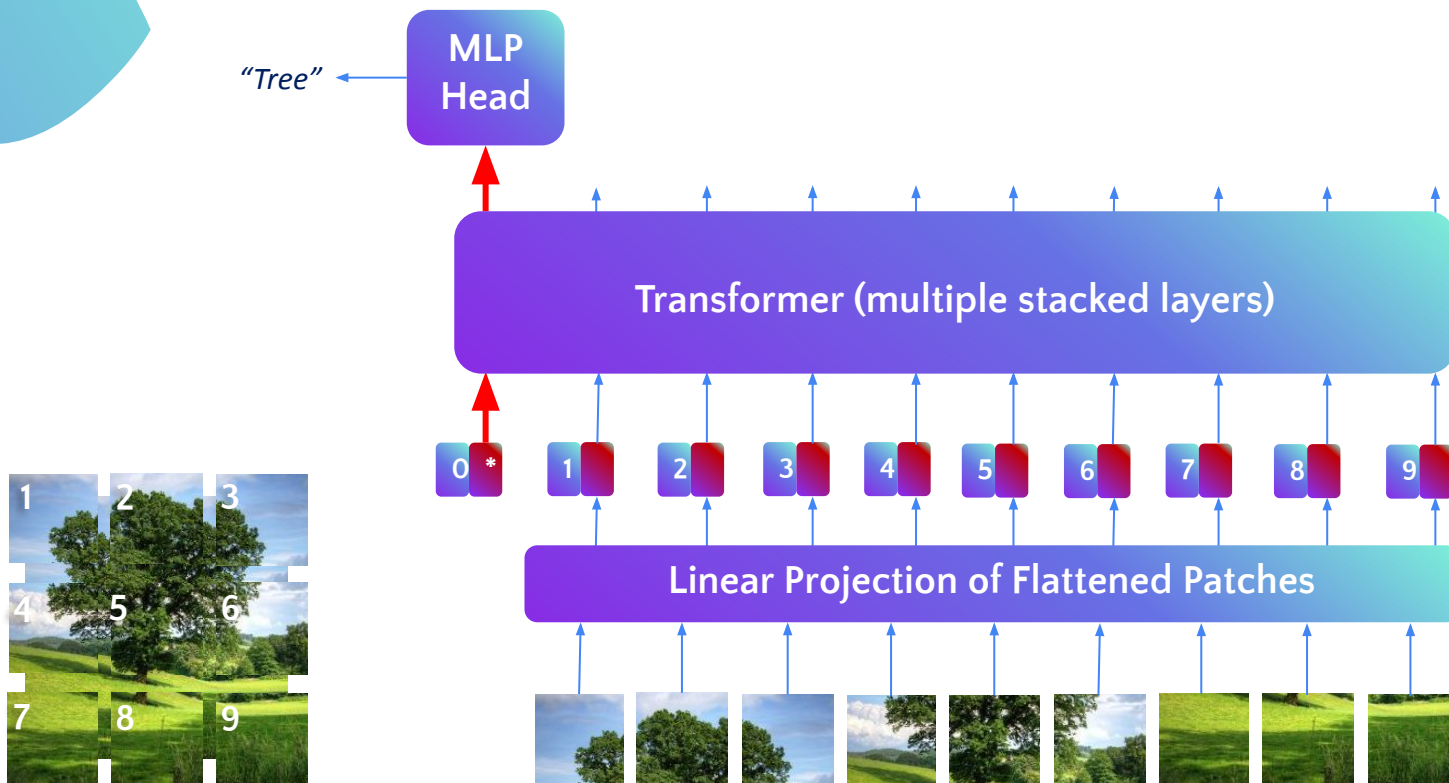 MLP
Head
“Tree”
Transformer (multiple stacked layers)
0 * 1 2 3 4 5 6 7 8 9
Linear Projection of Flattened Patches
1 2 3
4 5 6
7 8 9